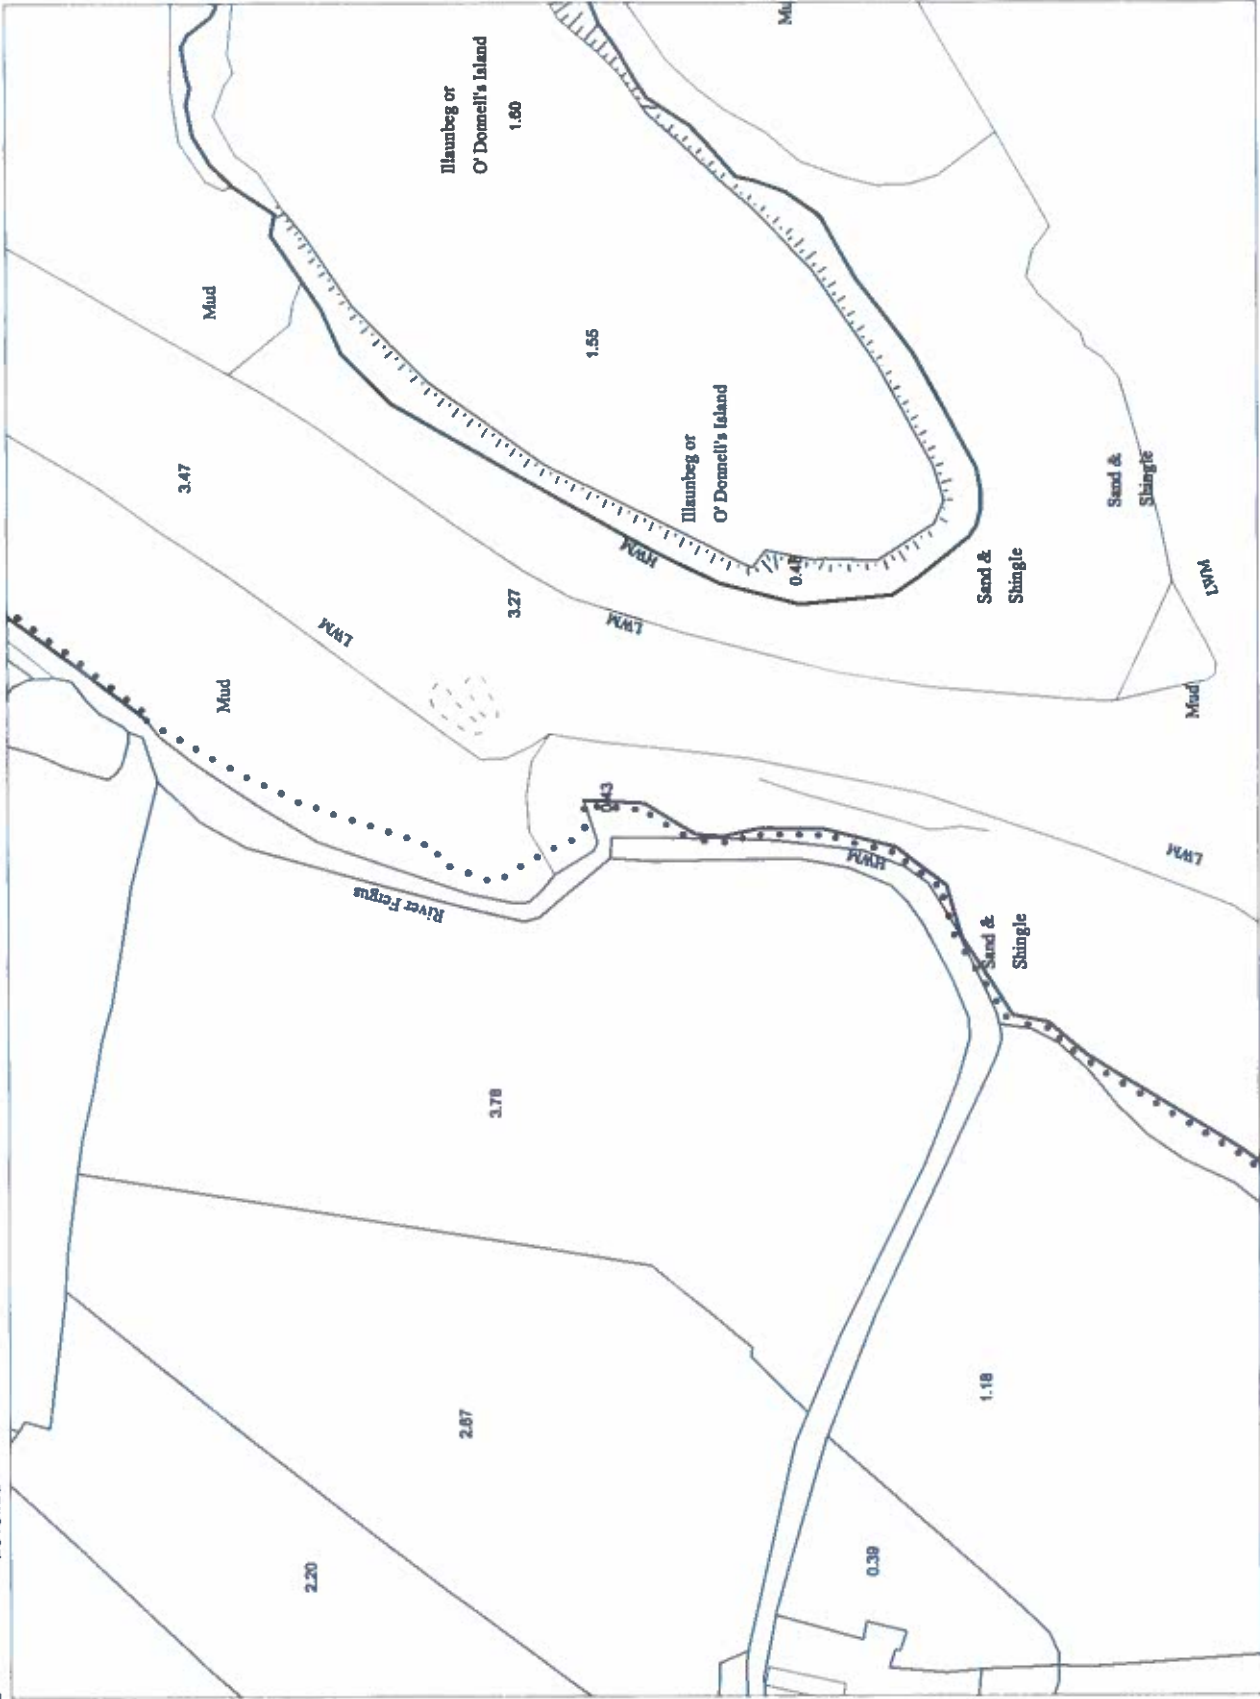 Illaunbeg or
O'Donnell's Island
1.60
Mud
1.55
3.47
Illaunbeg or
O'Donnell's Island
Sand &
Shingle
HWM
0.48
3.27
LWM
Sand &
Shingle
LWM
LWM
Mud
Mud
0.43
HWM
LWM
River Fergus
Sand &
Shingle
3.78
2.67
1.18
2.20
0.39